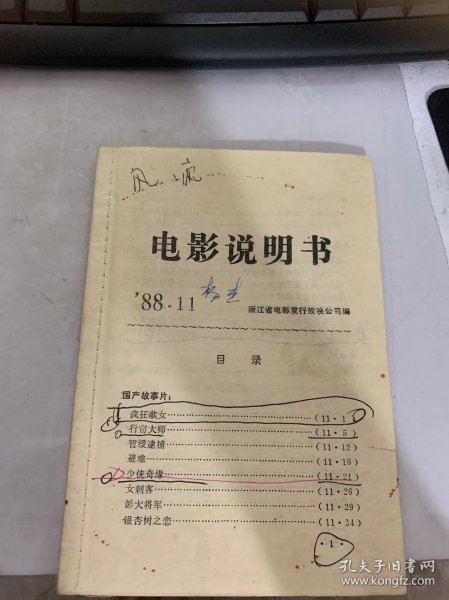 风 疯
电影说明书
'88·11
浙江省电影发行放映公司编
目录
国产故事片：
疯狂歌女……(11·1)
行窃大师……(11·5)
暂缓逮捕……(11·12)
避难……(11·16)
少侠奇缘……(11·21)
女刺客……(11·26)
彭大将军……(11·29)
银杏树之恋……(11·34)
·1·
孔夫子旧书网
www.kongfz.com